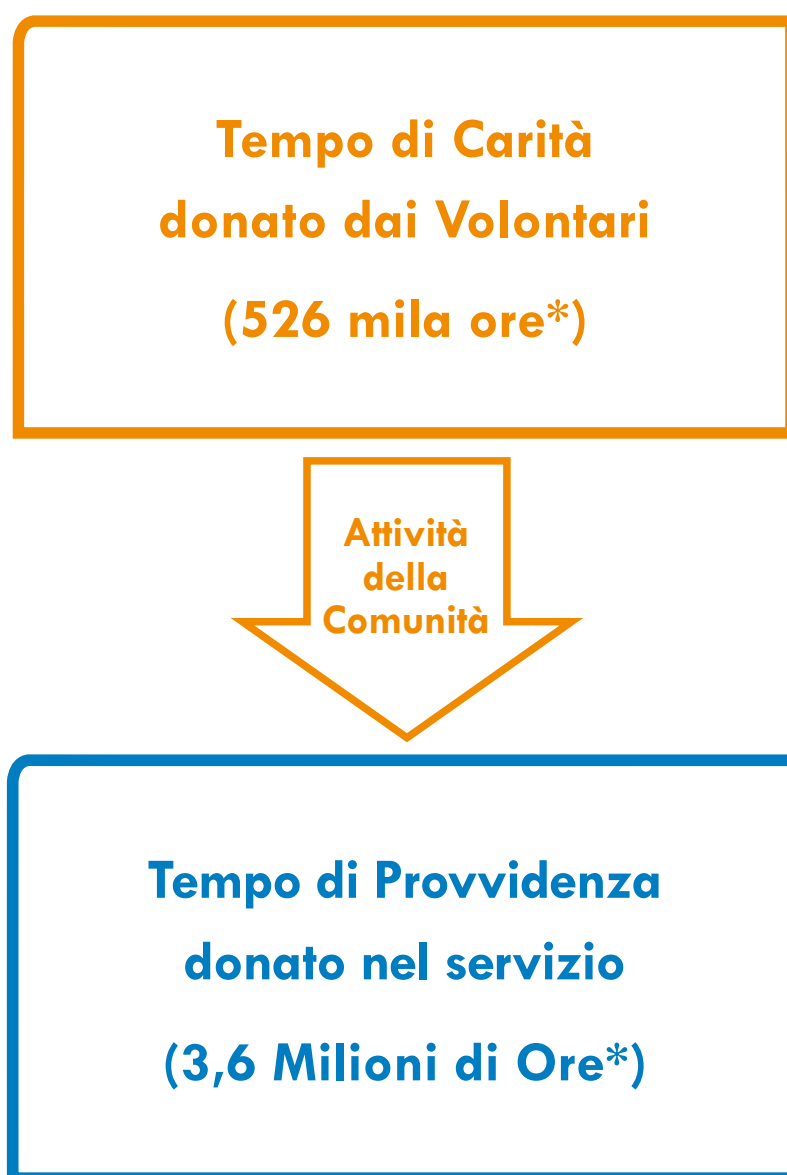 Tempo di Carità
donato dai Volontari
(526 mila ore*)
Attività
della
Comunità
Tempo di Provvidenza
donato nel servizio
(3,6 Milioni di Ore*)